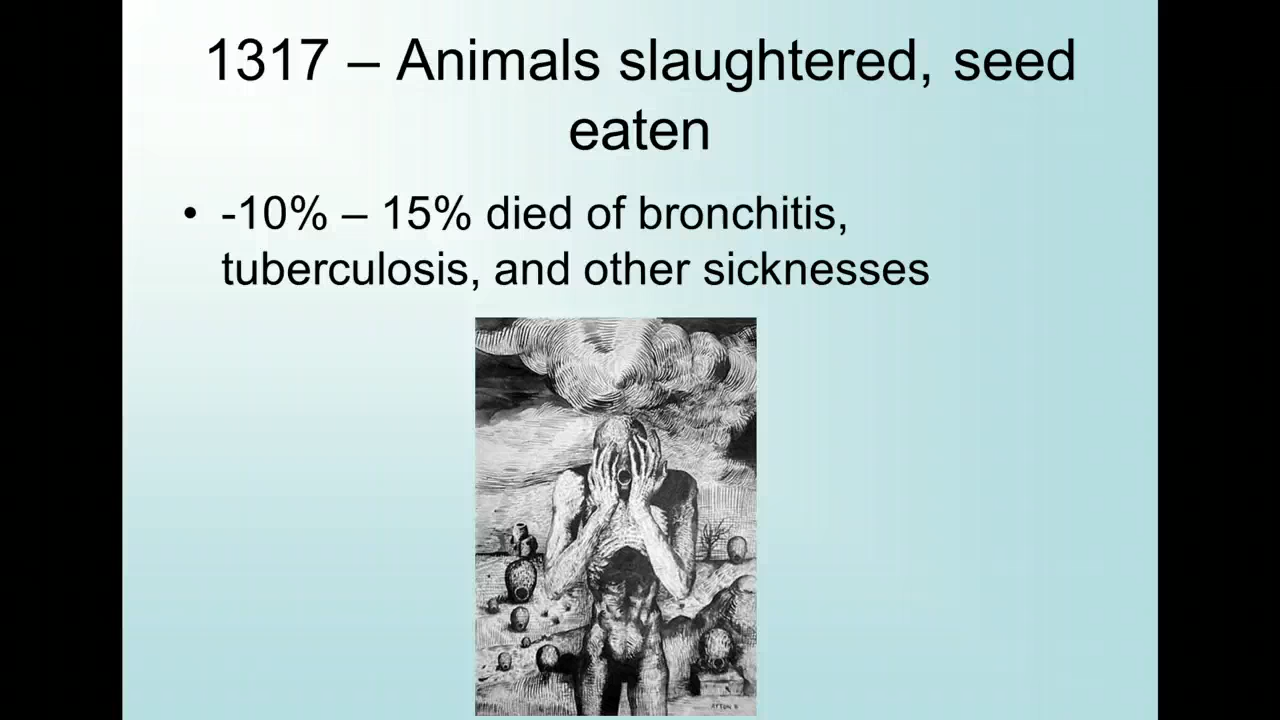 1317 – Animals slaughtered, seed
eaten
• -10% – 15% died of bronchitis,
tuberculosis, and other sicknesses